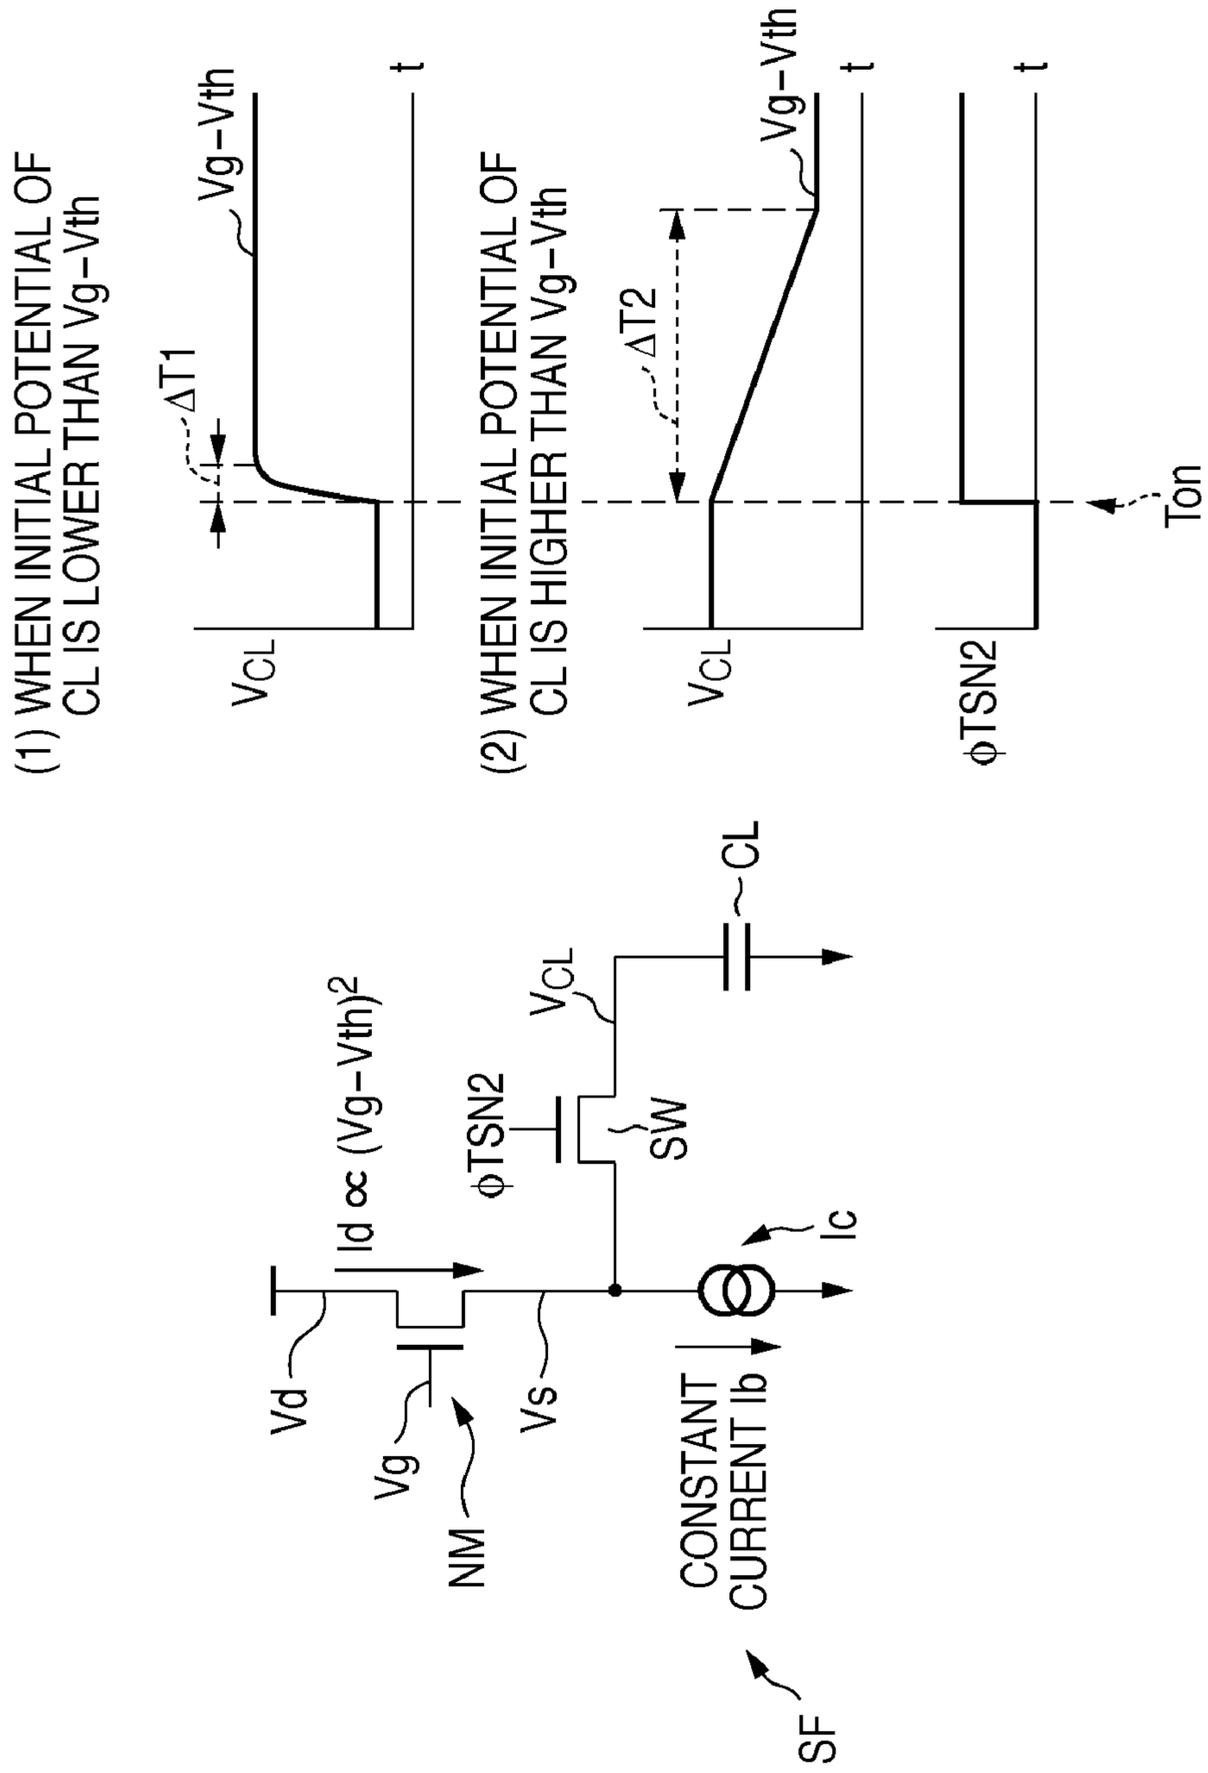 Vd
Vg
NM
Id ∝ (Vg−Vth)²
Vs
φTSN2
SW
VCL
CL
CONSTANT
CURRENT Ib
Ic
SF
(1) WHEN INITIAL POTENTIAL OF
CL IS LOWER THAN Vg−Vth
ΔT1
Vg−Vth
VCL
t
(2) WHEN INITIAL POTENTIAL OF
CL IS HIGHER THAN Vg−Vth
ΔT2
Vg−Vth
VCL
t
φTSN2
t
Ton